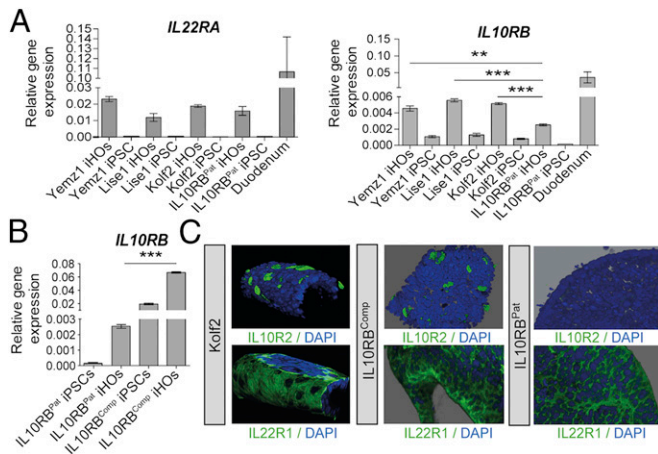 A
IL22RA
Relative gene expression
0.15
0.14
0.13
0.12
0.11
0.10
0.05
0.03
0.02
0.01
0.00
Yemz1 iHOs
Yemz1 iPSC
Lise1 iHOs
Lise1 iPSC
Kolf2 iHOs
Kolf2 iPSC
IL10RBPat iHOs
IL10RBPat iPSC
Duodenum
IL10RB
Relative gene expression
**
***
***
0.15
0.10
0.05
0.006
0.004
0.002
0.000
Yemz1 iHOs
Yemz1 iPSC
Lise1 iHOs
Lise1 iPSC
Kolf2 iHOs
Kolf2 iPSC
IL10RBPat iHOs
IL10RBPat iPSC
Duodenum
B
IL10RB
Relative gene expression
***
0.08
0.06
0.04
0.02
0.003
0.002
0.001
0.000
IL10RBPat iPSCs
IL10RBPat iHOs
IL10RBComp iPSCs
IL10RBComp iHOs
C
Kolf2
IL10R2 / DAPI
IL22R1 / DAPI
IL10RBComp
IL10R2 / DAPI
IL22R1 / DAPI
IL10RBPat
IL10R2 / DAPI
IL22R1 / DAPI